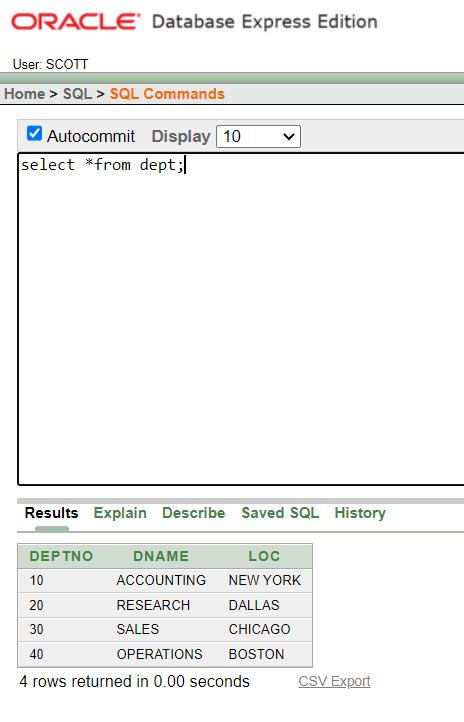 ORACLE® Database Express Edition
User: SCOTT
Home > SQL > SQL Commands
Autocommit Display 10
select *from dept;
Results Explain Describe Saved SQL History
DEPTNO DNAME LOC
10 ACCOUNTING NEW YORK
20 RESEARCH DALLAS
30 SALES CHICAGO
40 OPERATIONS BOSTON
4 rows returned in 0.00 seconds CSV Export